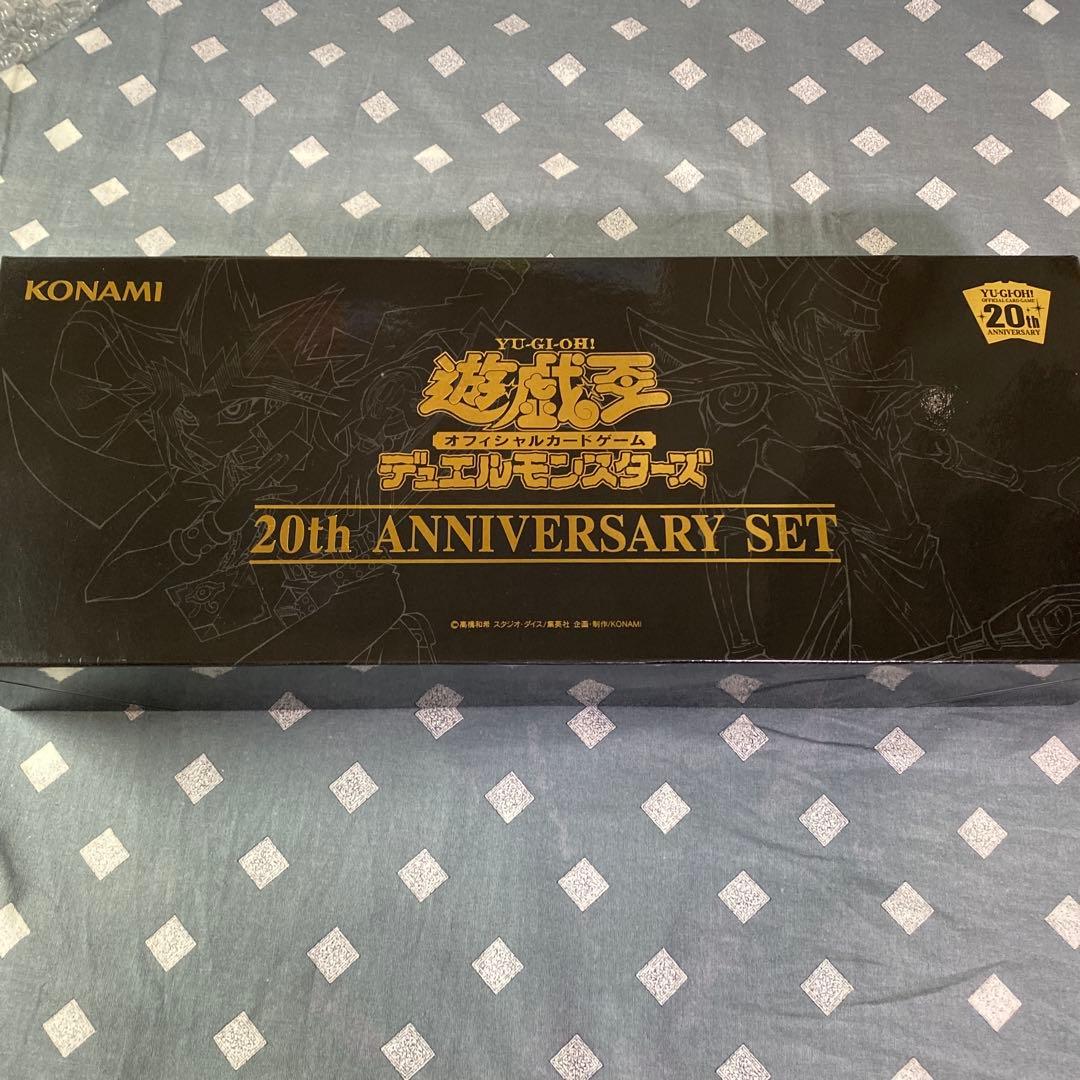 KONAMI
YU-GI-OH!
OFFICIAL CARD GAME
20th
ANNIVERSARY
YU-GI-OH!
遊戯王
オフィシャルカードゲーム
デュエルモンスターズ
20th ANNIVERSARY SET
©高橋和希 スタジオ・ダイス/集英社 企画・制作/KONAMI